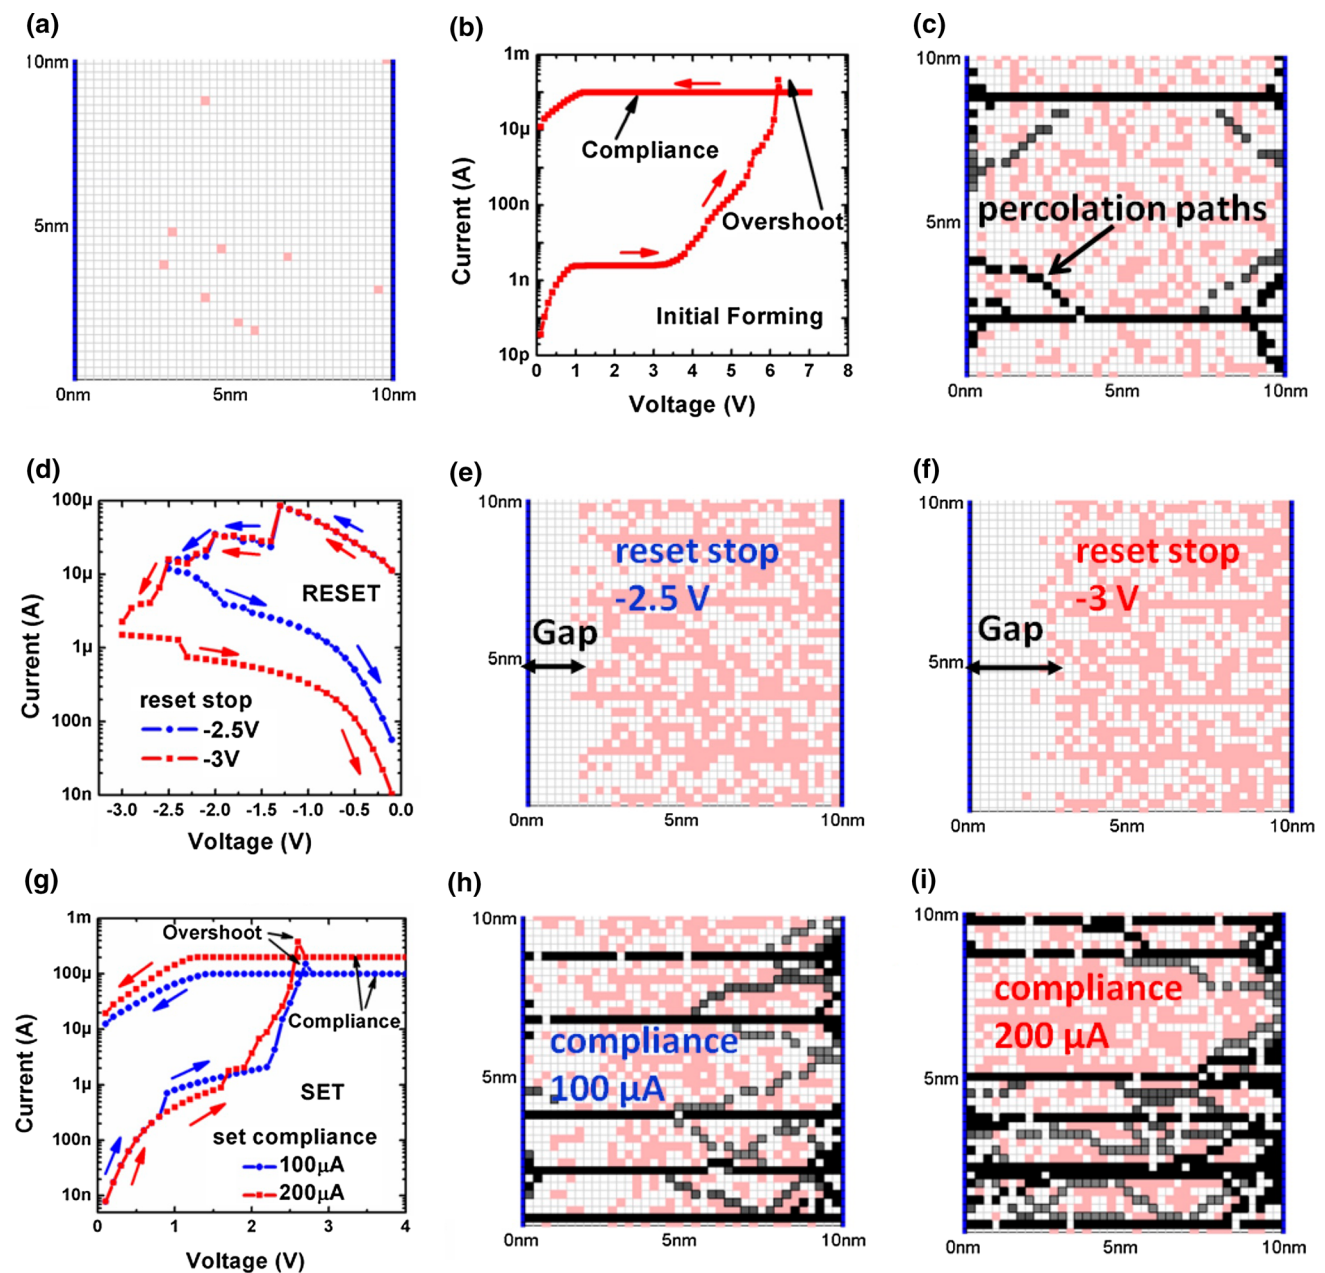 (a)
10nm
5nm
0nm
5nm
10nm
(b)
1m
10µ
100n
1n
10p
Current (A)
Compliance
Overshoot
Initial Forming
0 1 2 3 4 5 6 7 8
Voltage (V)
(c)
10nm
percolation paths
5nm
0nm
5nm
10nm
(d)
100µ
10µ
1µ
100n
10n
Current (A)
RESET
reset stop
-2.5V
-3V
-3.0 -2.5 -2.0 -1.5 -1.0 -0.5 0.0
Voltage (V)
(e)
10nm
reset stop
-2.5 V
Gap
5nm
0nm
5nm
10nm
(f)
10nm
reset stop
-3 V
Gap
5nm
0nm
5nm
10nm
(g)
1m
100µ
10µ
1µ
100n
10n
Current (A)
Overshoot
Compliance
SET
set compliance
100µA
200µA
0 1 2 3 4
Voltage (V)
(h)
10nm
compliance
100 µA
5nm
0nm
5nm
10nm
(i)
10nm
compliance
200 µA
5nm
0nm
5nm
10nm